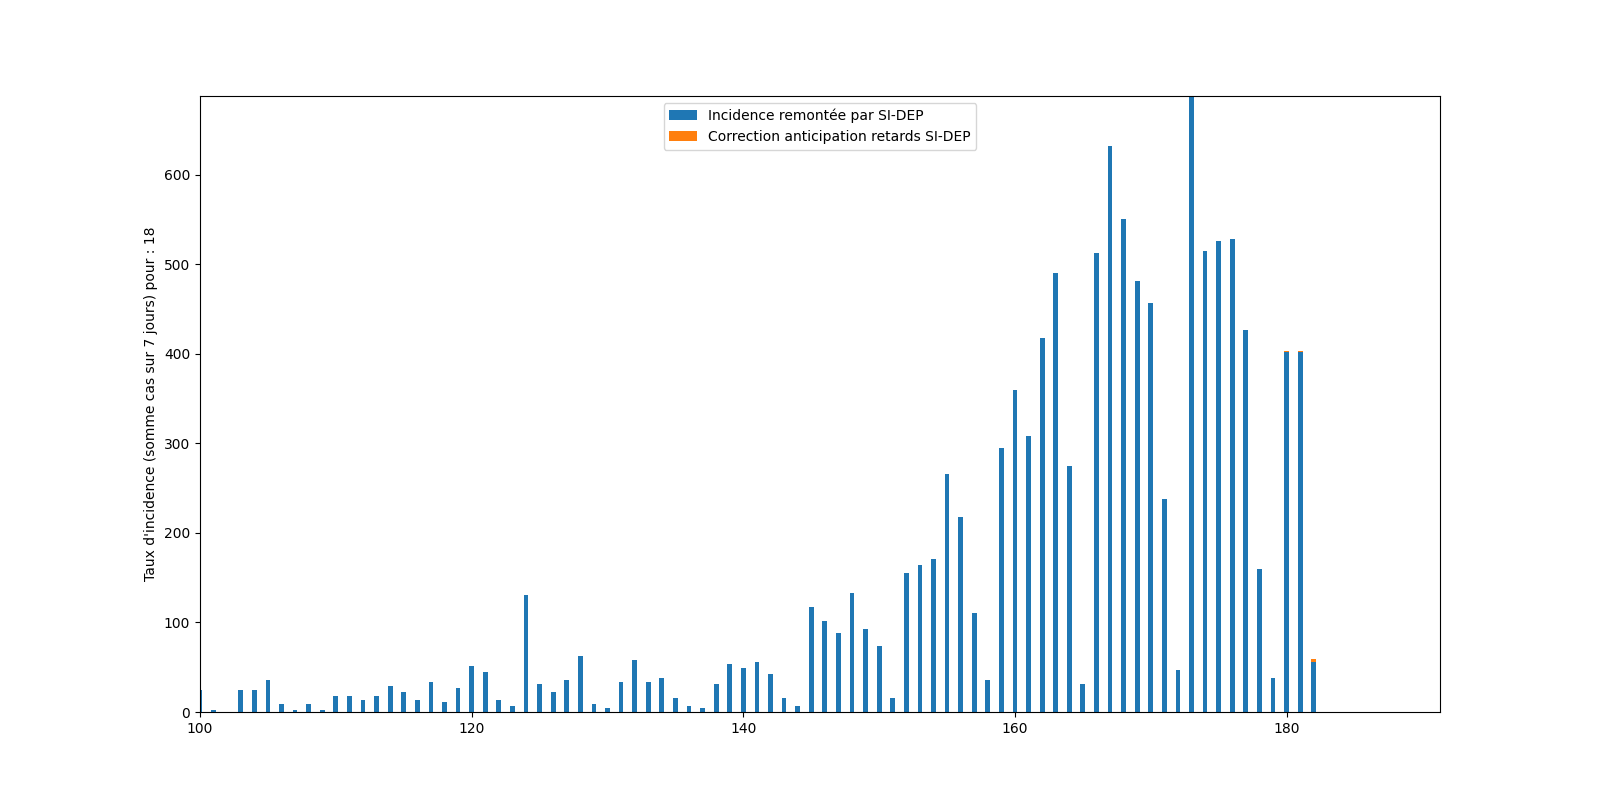 Incidence remontée par SI-DEP
Correction anticipation retards SI-DEP
Taux d'incidence (somme cas sur 7 jours) pour : 18
600
500
400
300
200
100
0
100 120 140 160 180